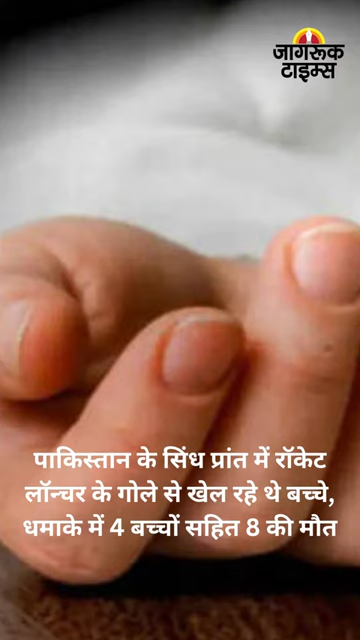 जागरूक
टाइम्स
पाकिस्तान के सिंध प्रांत में रॉकेट
लॉन्चर के गोले से खेल रहे थे बच्चे,
धमाके में 4 बच्चों सहित 8 की मौत